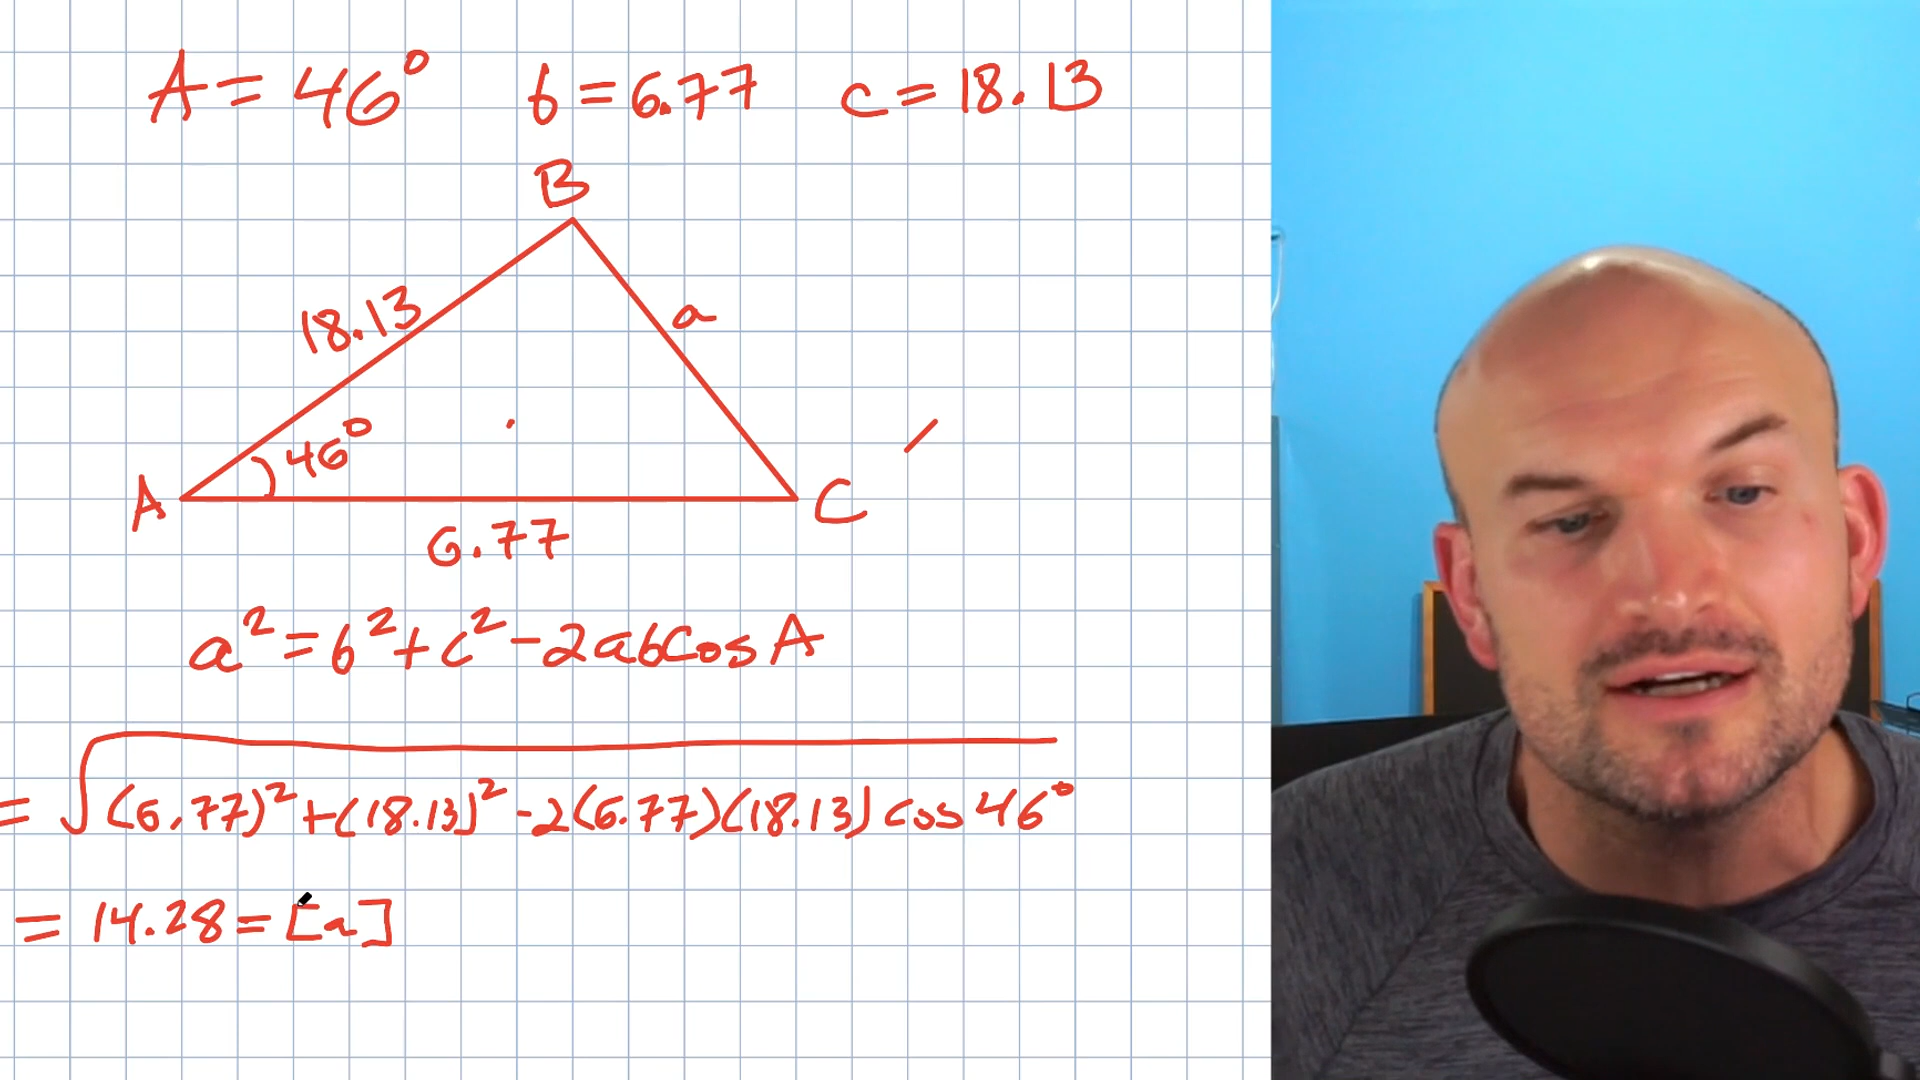 A = 46° b = 6.77 c = 18.13
B
18.13 a
46°
A C
6.77
a² = b² + c² - 2abcosA
= √(6.77)² + (18.13)² - 2(6.77)(18.13) cos 46°
= 14.28 = [a]